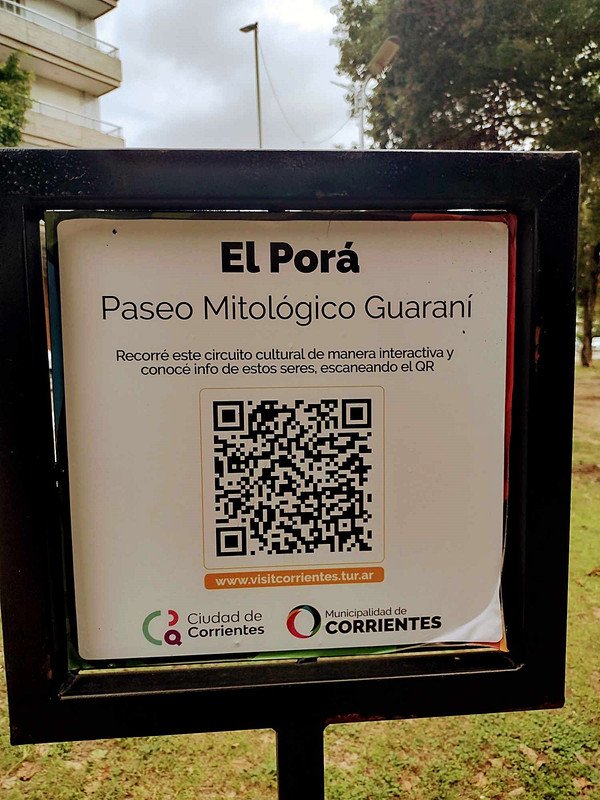 El Porá
Paseo Mitológico Guaraní
Recorré este circuito cultural de manera interactiva y
conocé info de estos seres, escaneando el QR
www.visitcorrientes.tur.ar
Ciudad de
Corrientes
Municipalidad de
CORRIENTES